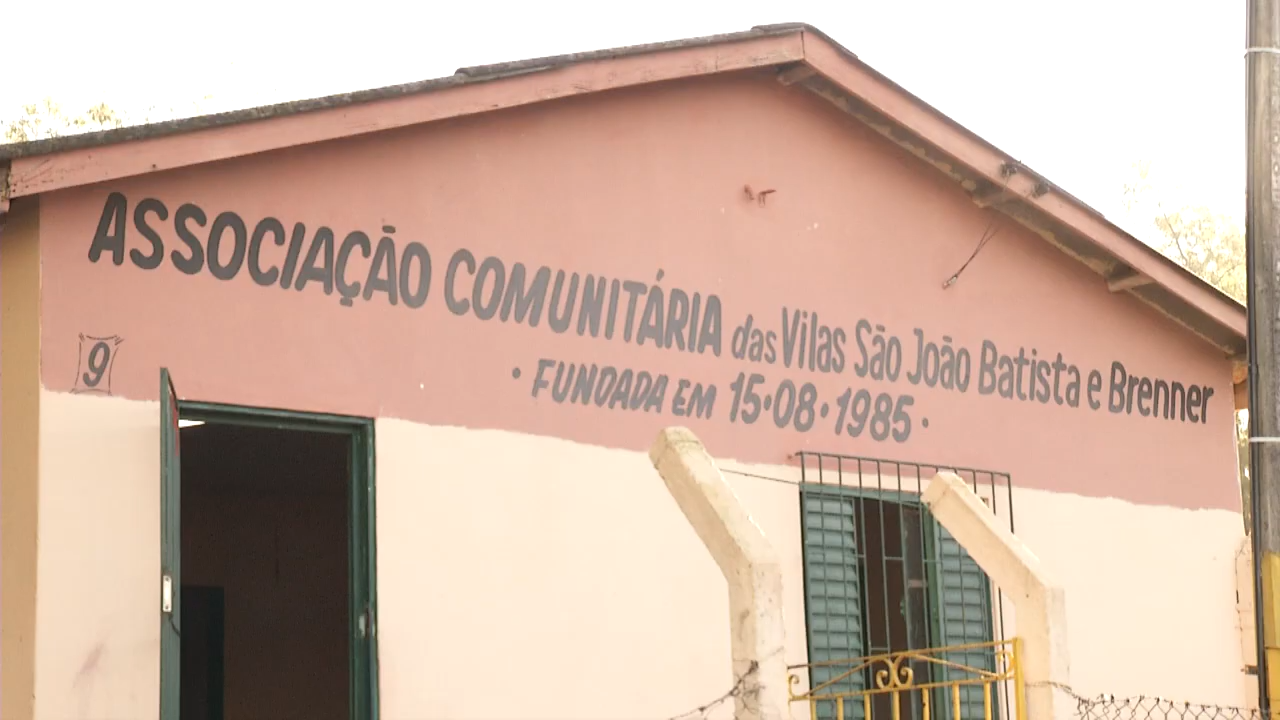 ASSOCIAÇÃO COMUNITÁRIA das Vilas São João Batista e Brenner
• FUNDADA EM 15•08•1985•
9